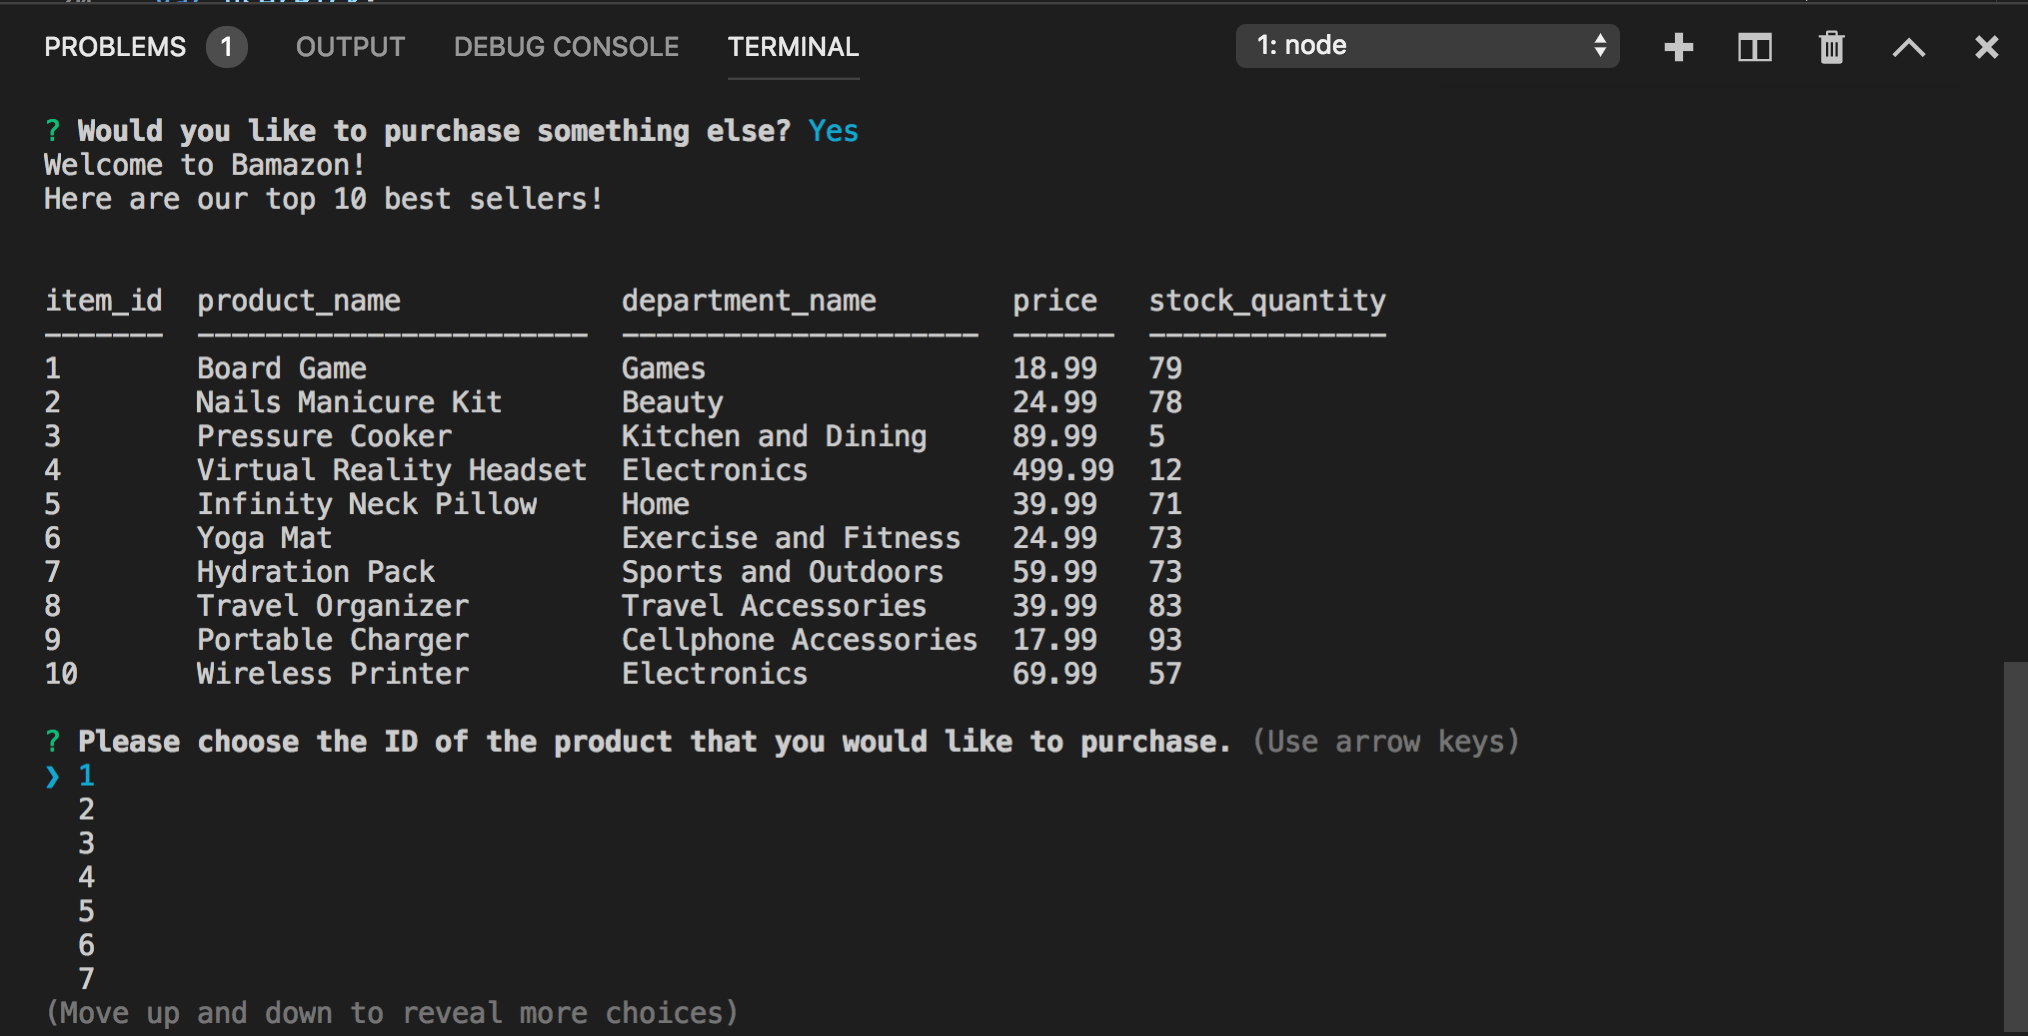 PROBLEMS 1 OUTPUT DEBUG CONSOLE TERMINAL 1: node
? Would you like to purchase something else? Yes
Welcome to Bamazon!
Here are our top 10 best sellers!
item_id product_name department_name price stock_quantity
------- ----------------------- --------------------- ------ --------------
1 Board Game Games 18.99 79
2 Nails Manicure Kit Beauty 24.99 78
3 Pressure Cooker Kitchen and Dining 89.99 5
4 Virtual Reality Headset Electronics 499.99 12
5 Infinity Neck Pillow Home 39.99 71
6 Yoga Mat Exercise and Fitness 24.99 73
7 Hydration Pack Sports and Outdoors 59.99 73
8 Travel Organizer Travel Accessories 39.99 83
9 Portable Charger Cellphone Accessories 17.99 93
10 Wireless Printer Electronics 69.99 57
? Please choose the ID of the product that you would like to purchase. (Use arrow keys)
❯ 1
2
3
4
5
6
7
(Move up and down to reveal more choices)